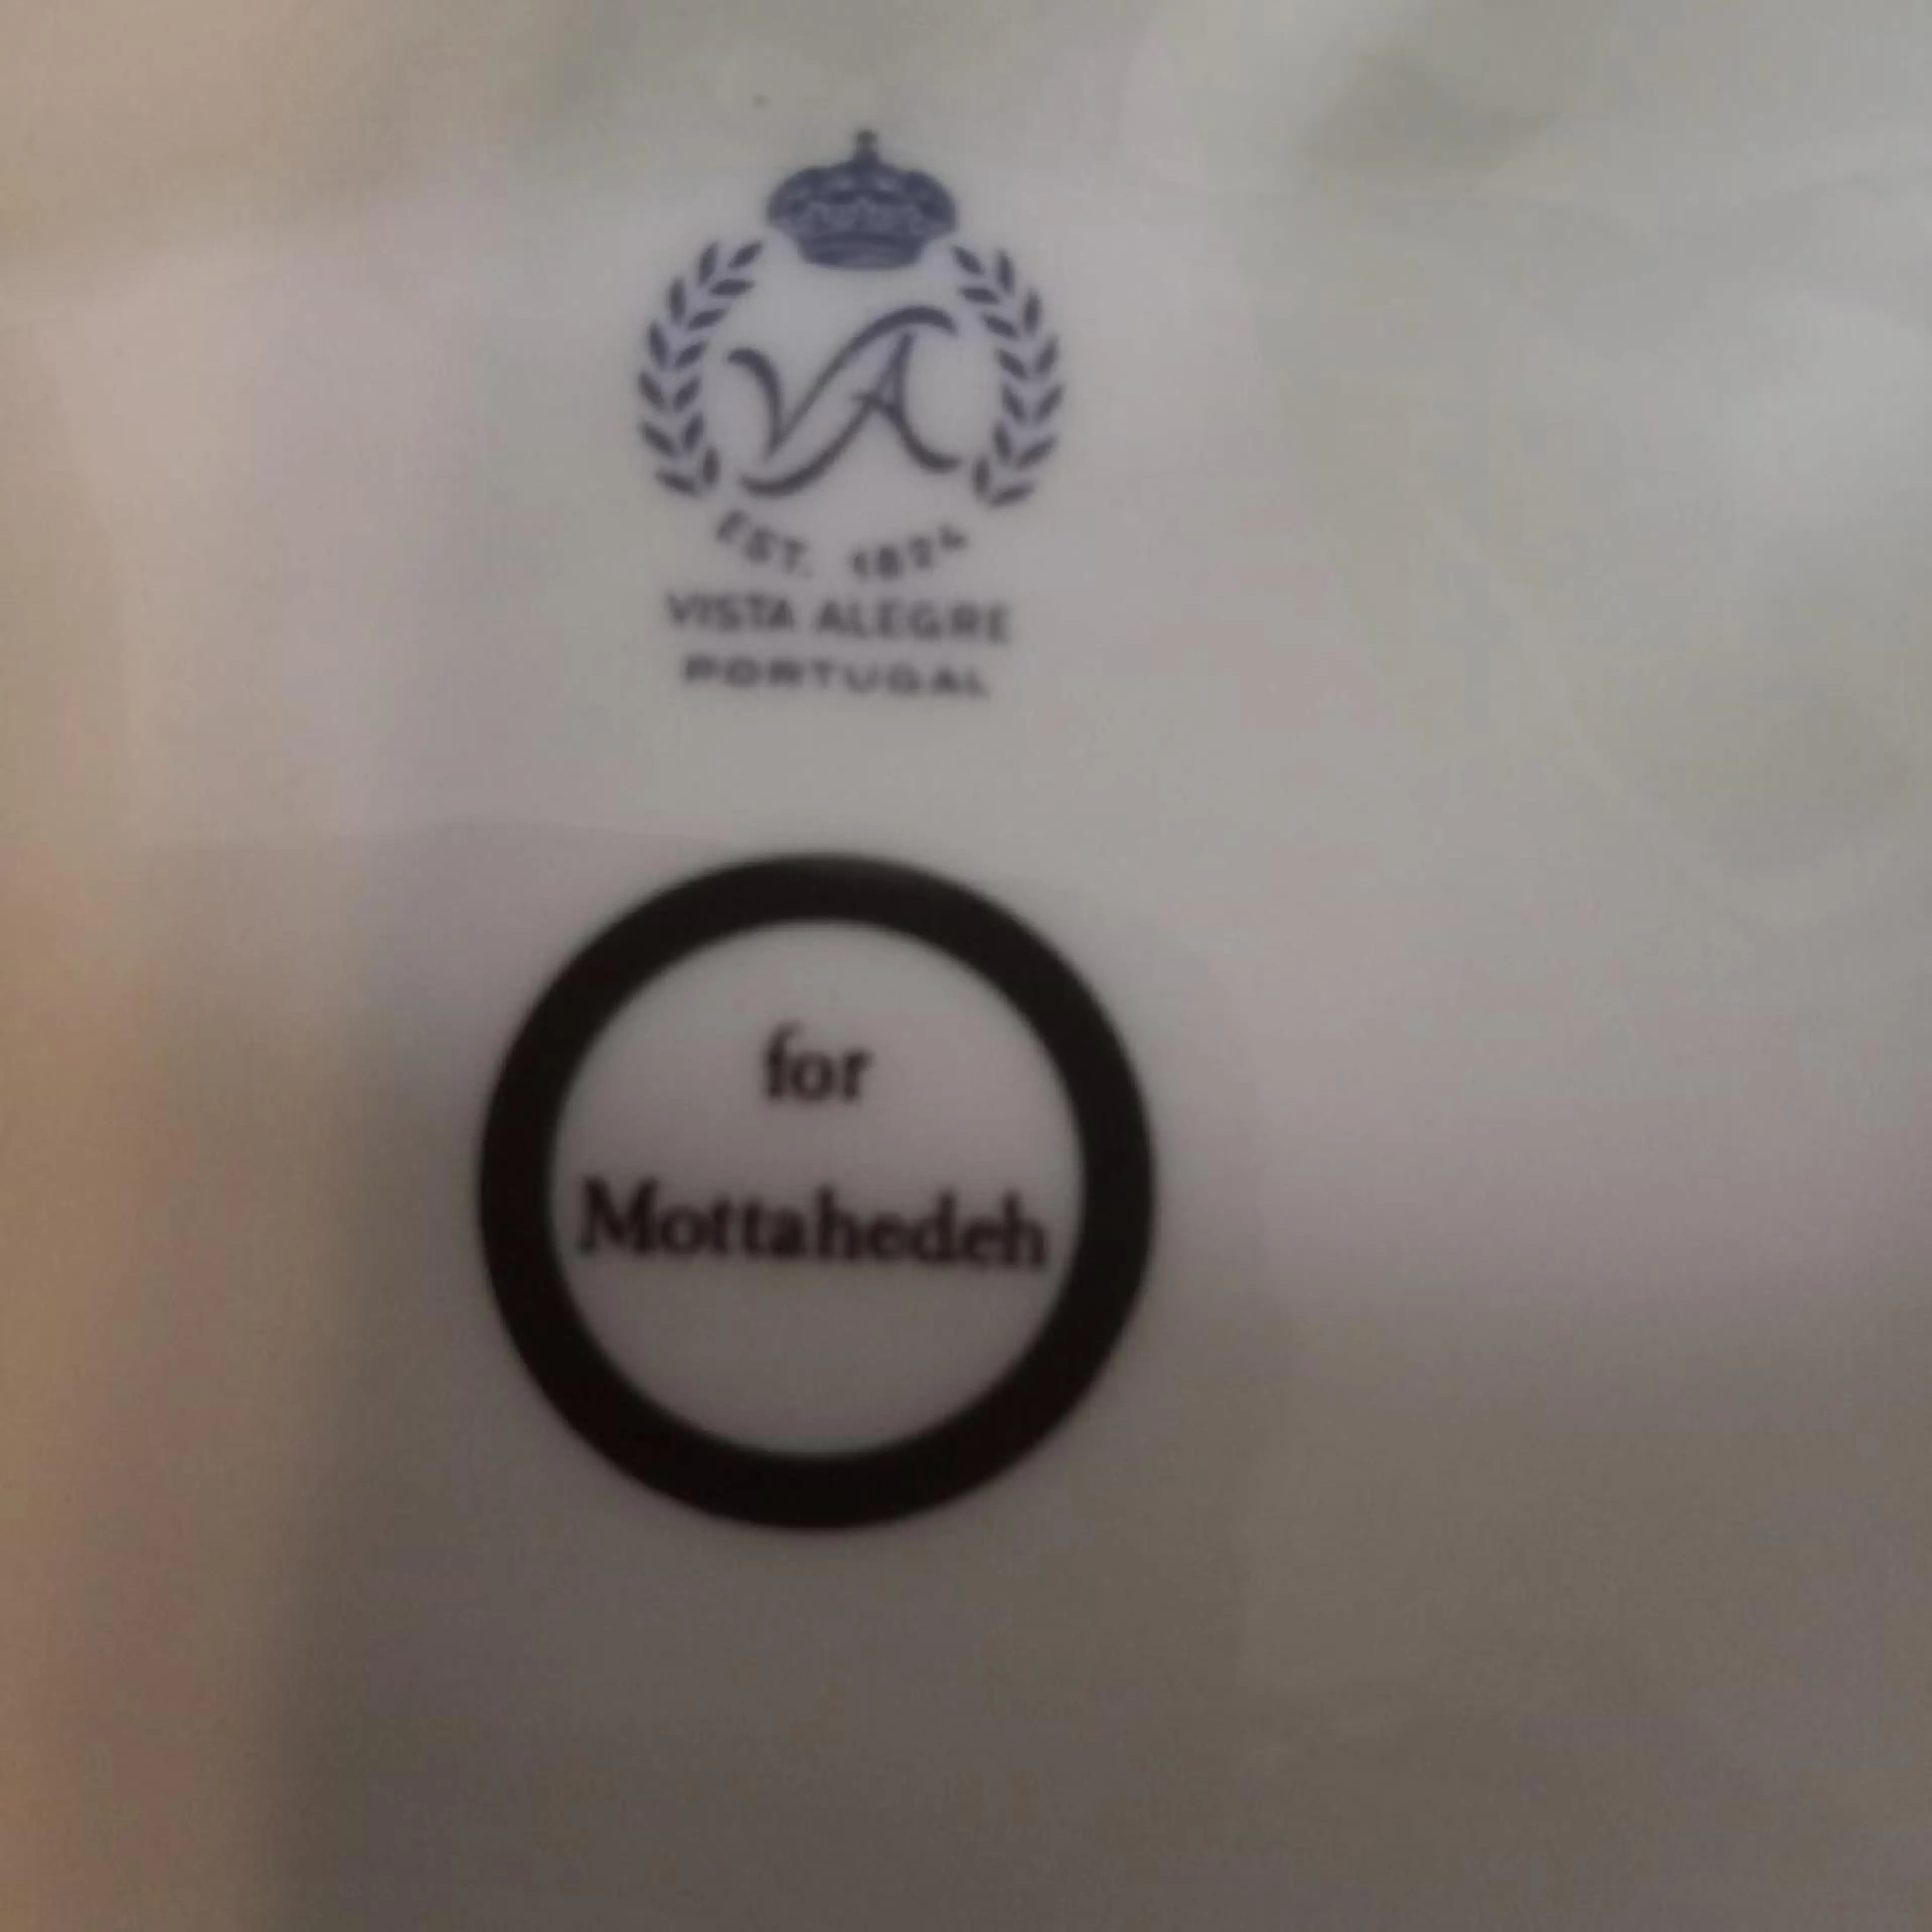 VA
EST. 1824
VISTA ALEGRE
PORTUGAL
for
Mottahedeh